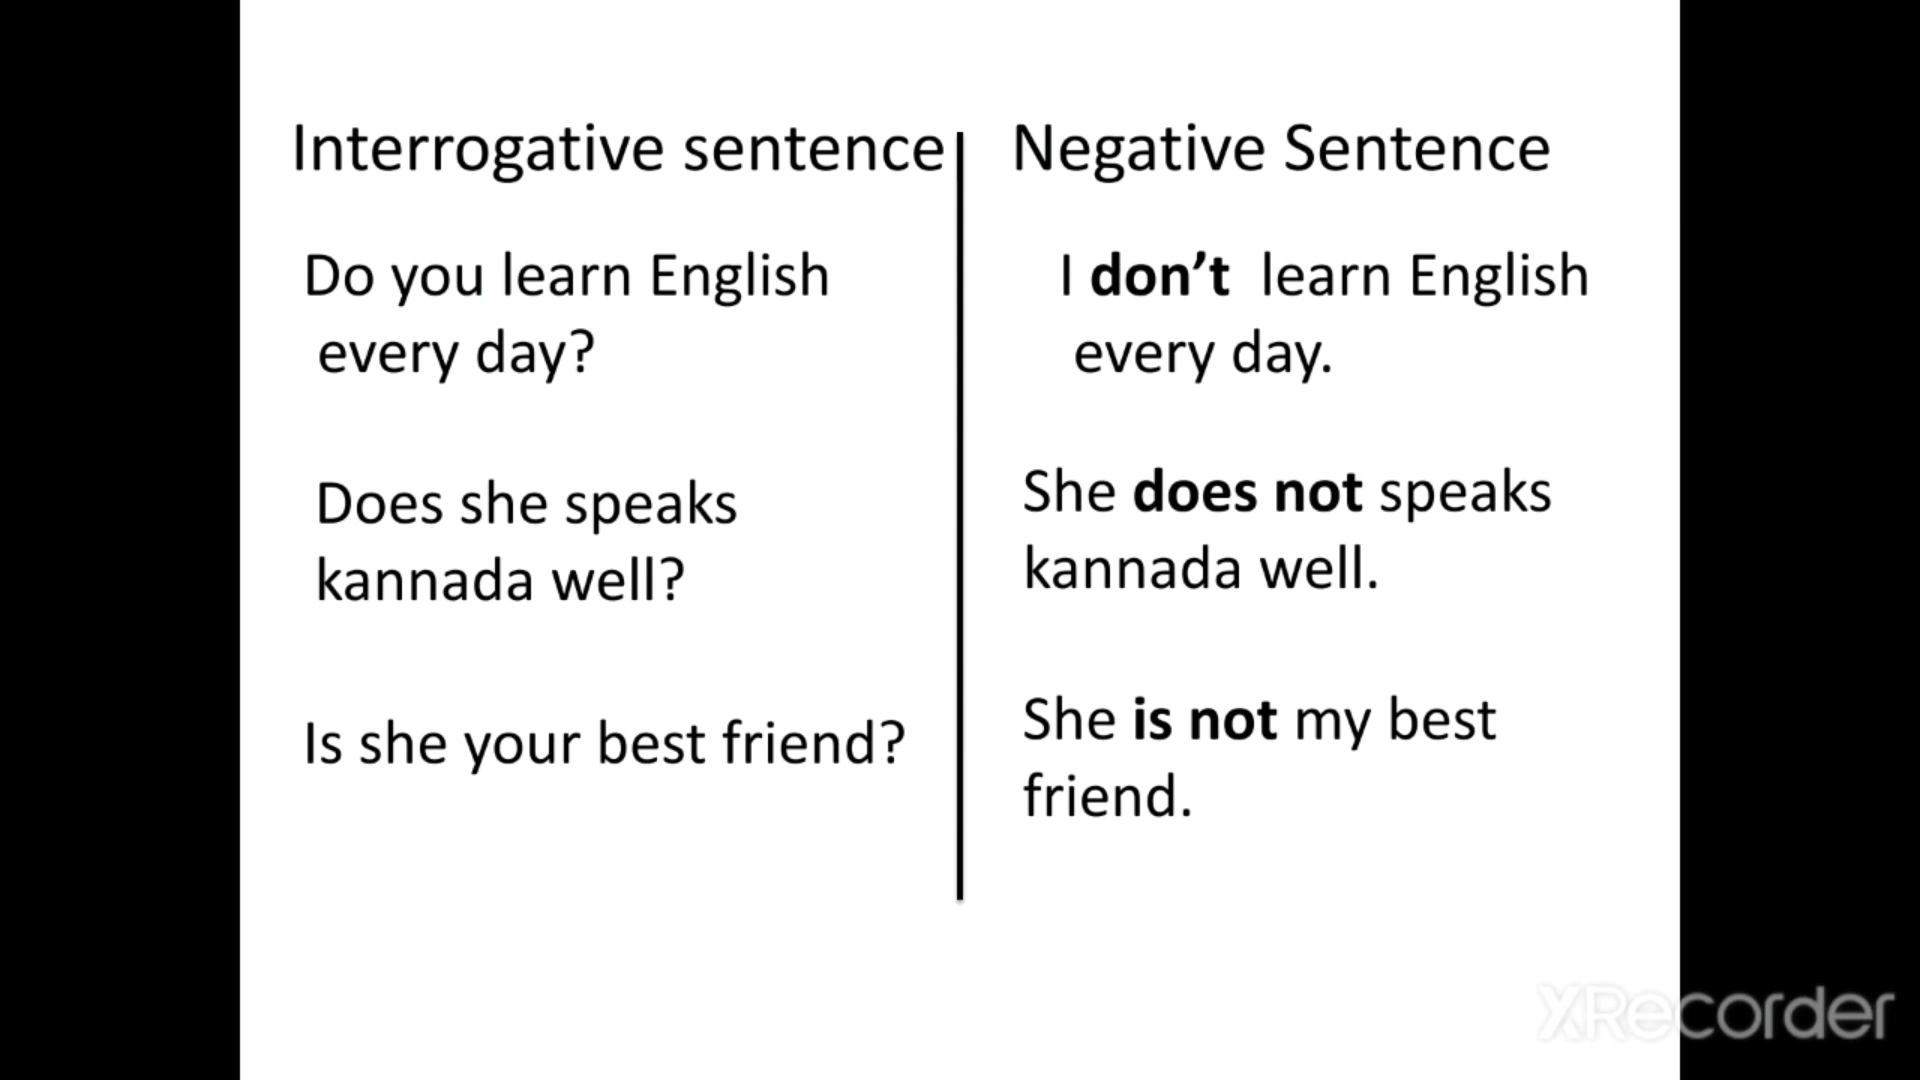 Interrogative sentence
Do you learn English
every day?
Does she speaks
kannada well?
Is she your best friend?
Negative Sentence
I don’t learn English
every day.
She does not speaks
kannada well.
She is not my best
friend.
XRecorder